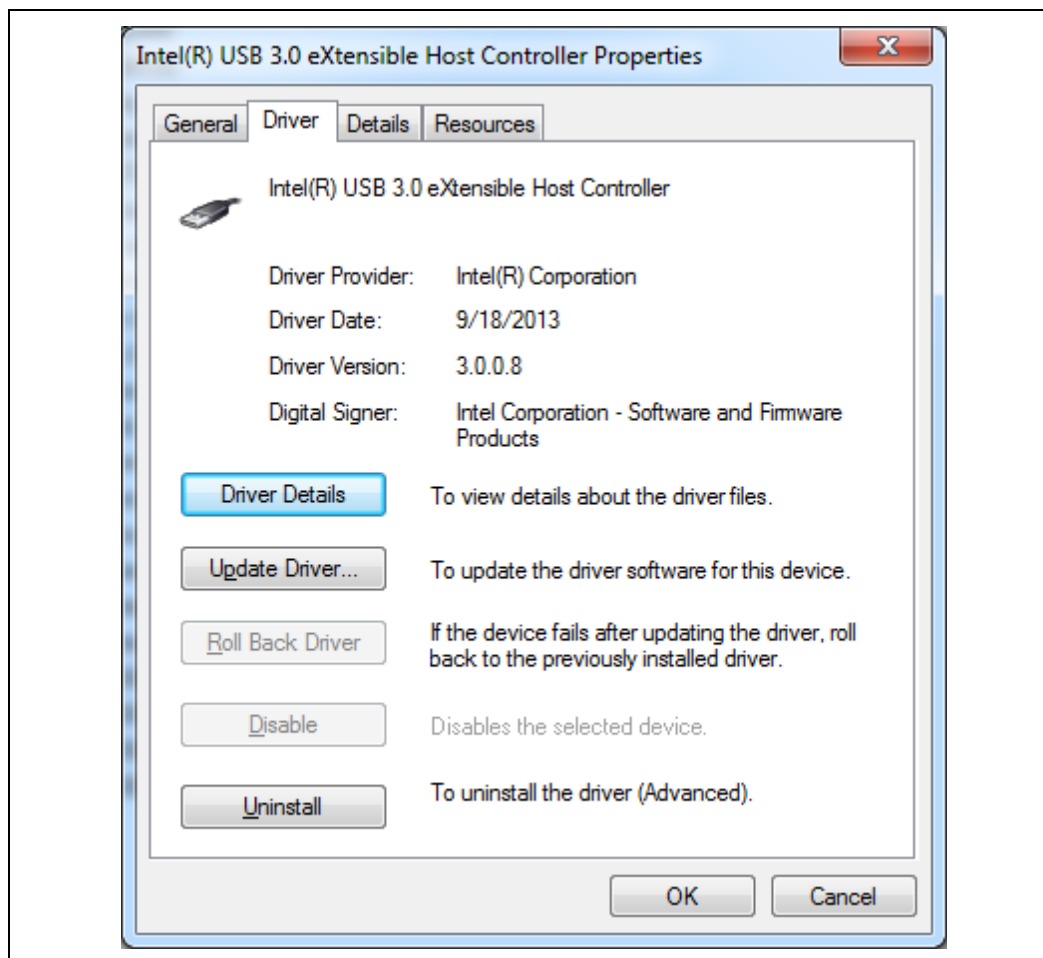 Intel(R) USB 3.0 eXtensible Host Controller Properties
General Driver Details Resources
Intel(R) USB 3.0 eXtensible Host Controller
Driver Provider: Intel(R) Corporation
Driver Date: 9/18/2013
Driver Version: 3.0.0.8
Digital Signer: Intel Corporation - Software and Firmware
Products
Driver Details To view details about the driver files.
Update Driver... To update the driver software for this device.
Roll Back Driver If the device fails after updating the driver, roll
back to the previously installed driver.
Disable Disables the selected device.
Uninstall To uninstall the driver (Advanced).
OK Cancel